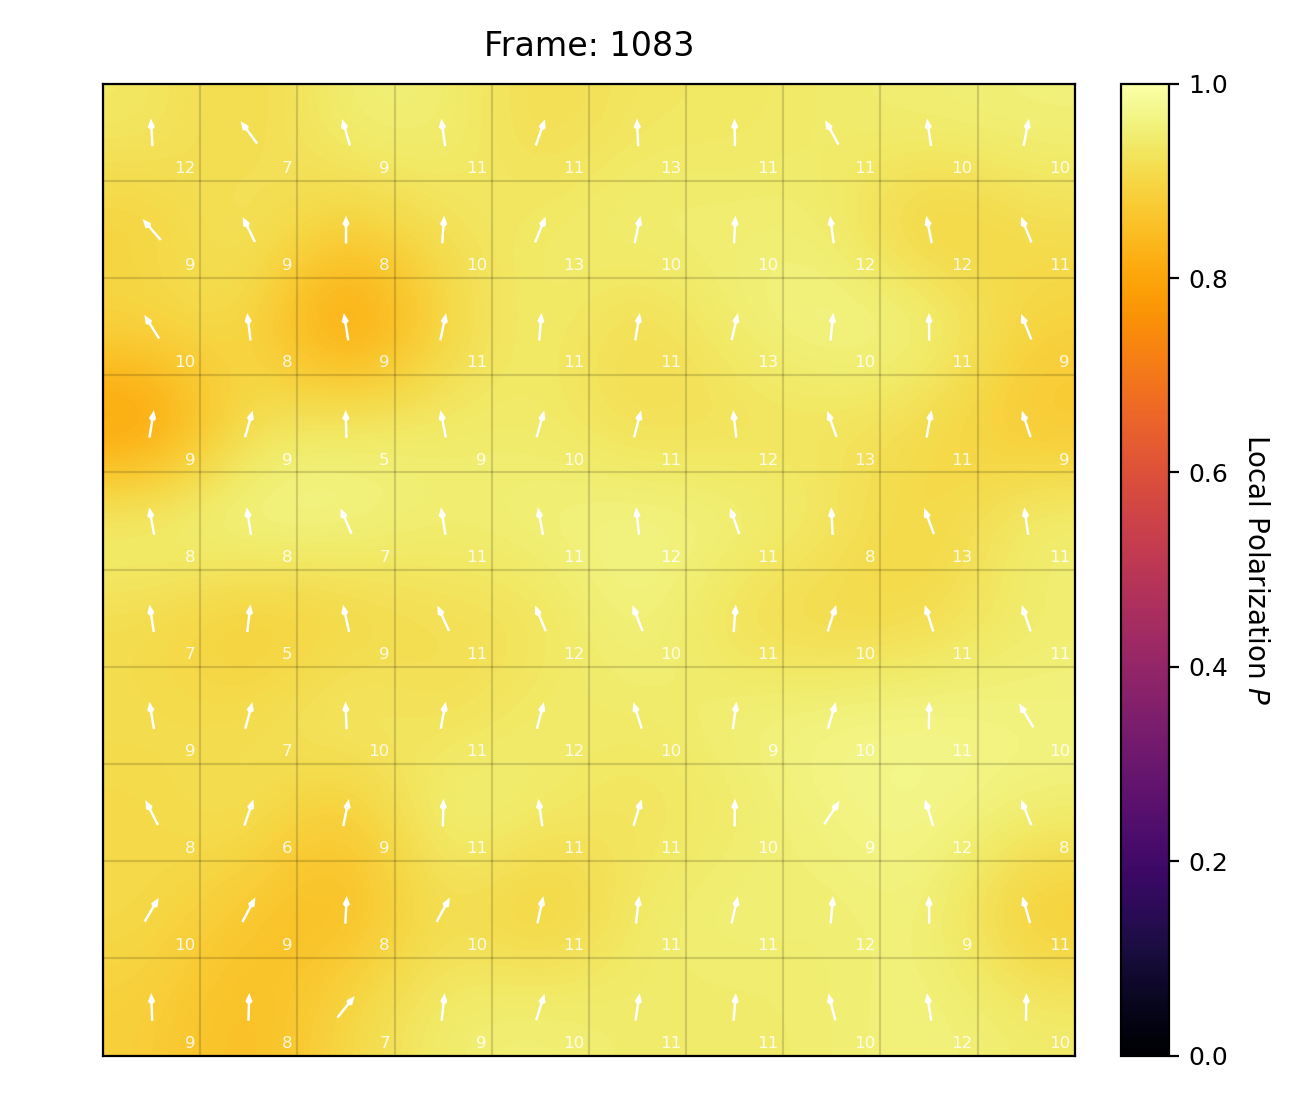 Frame: 1083
12 7 9 11 11 13 11 11 10 10
9 9 8 10 13 10 10 12 12 11
10 8 9 11 11 11 13 10 11 9
9 9 5 9 10 11 12 13 11 9
8 8 7 11 11 12 11 8 13 11
7 5 9 11 12 10 11 10 11 11
9 7 10 11 12 10 9 10 11 10
8 6 9 11 11 11 10 9 12 8
10 9 8 10 11 11 11 12 9 11
9 8 7 9 10 11 11 10 12 10
1.0
0.8
0.6
0.4
0.2
0.0
Local Polarization P